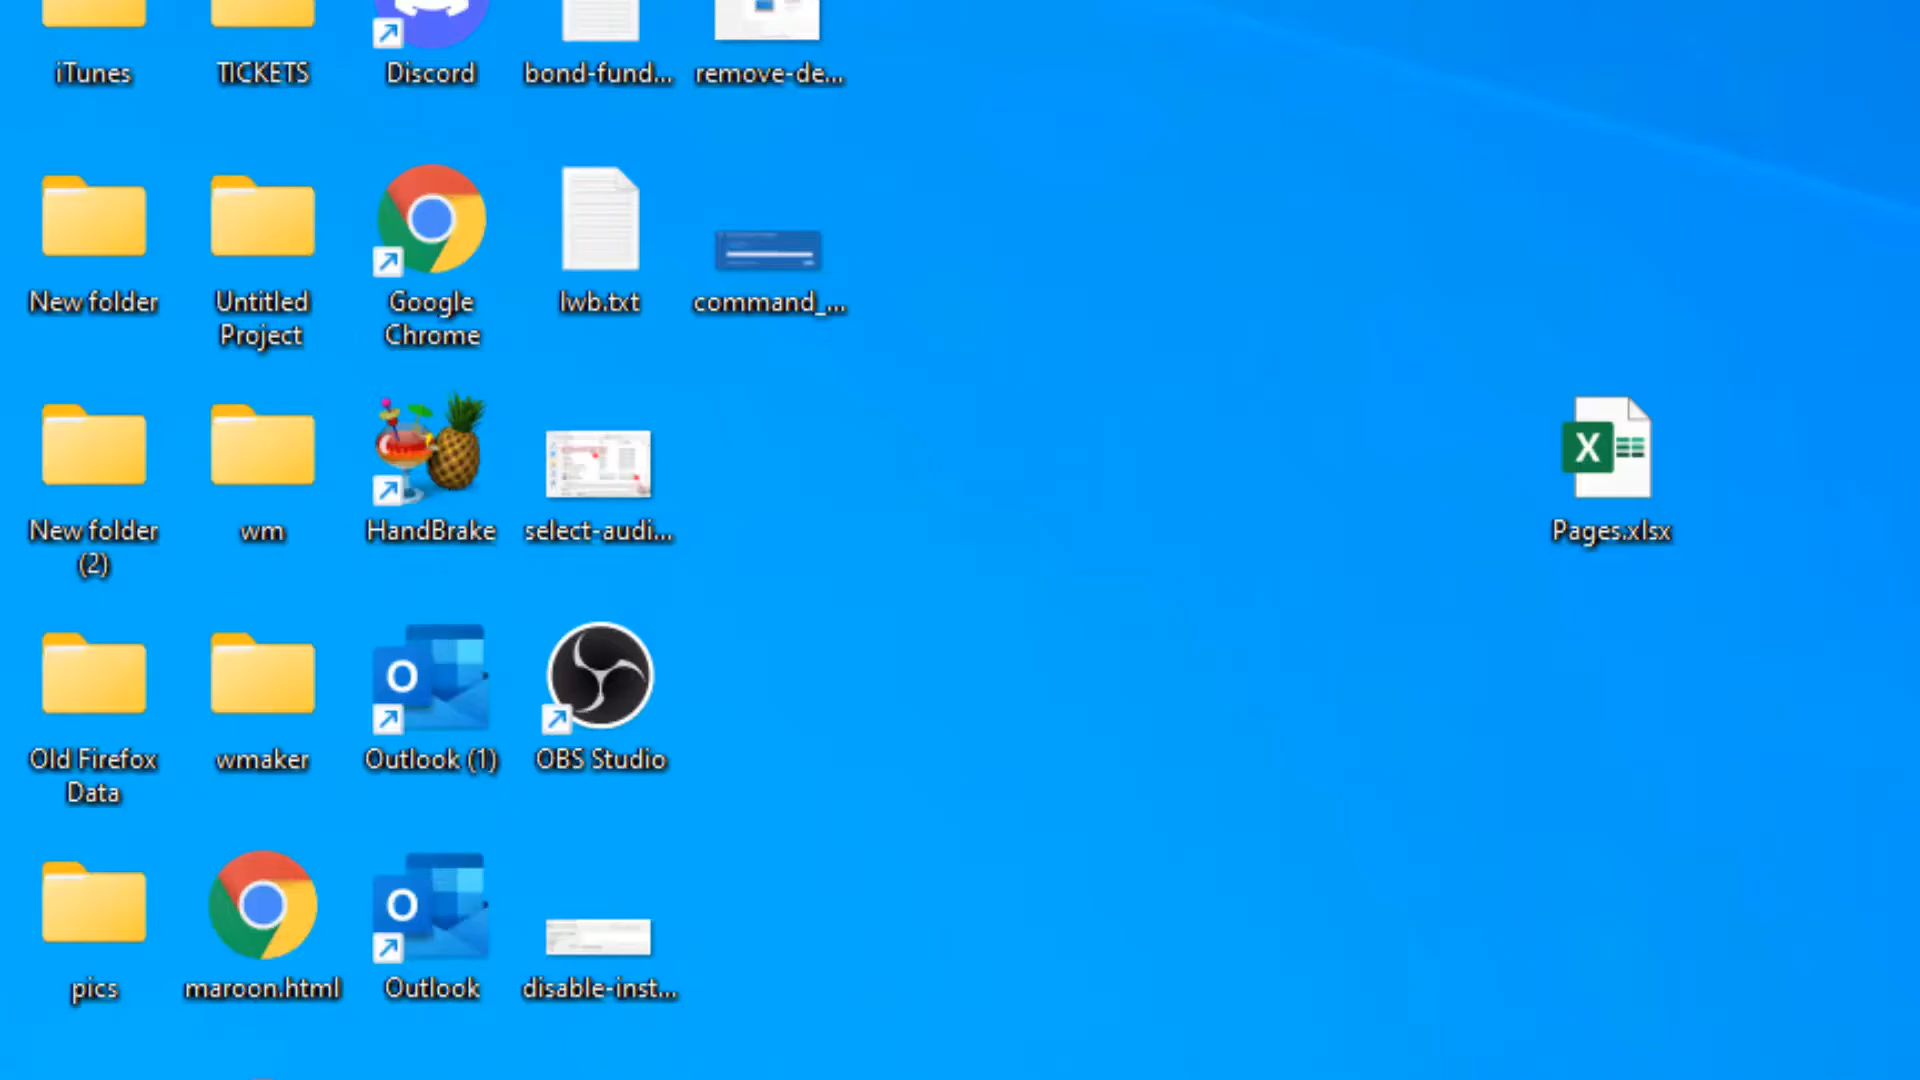 iTunes
TICKETS
Discord
bond-fund...
remove-de...
New folder
Untitled
Project
Google
Chrome
lwb.txt
command_...
New folder
(2)
wm
HandBrake
select-audi...
X
Pages.xlsx
Old Firefox
Data
wmaker
O
Outlook (1)
OBS Studio
pics
maroon.html
O
Outlook
disable-inst...